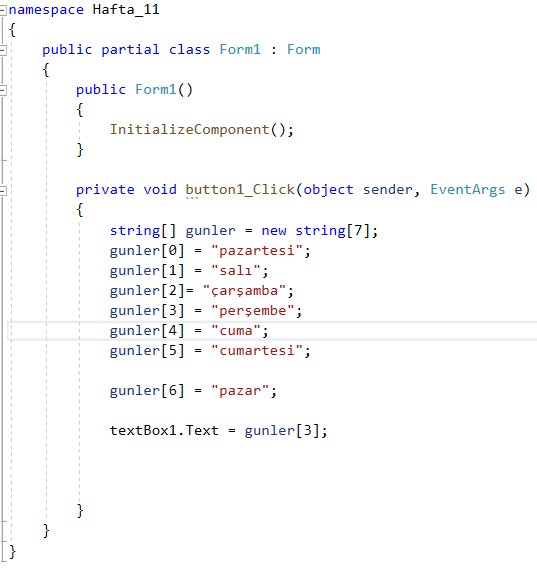 namespace Hafta_11
{
public partial class Form1 : Form
{
public Form1()
{
InitializeComponent();
}
private void button1_Click(object sender, EventArgs e)
{
string[] gunler = new string[7];
gunler[0] = "pazartesi";
gunler[1] = "salı";
gunler[2]= "çarşamba";
gunler[3] = "perşembe";
gunler[4] = "cuma";
gunler[5] = "cumartesi";
gunler[6] = "pazar";
textBox1.Text = gunler[3];
}
}
}